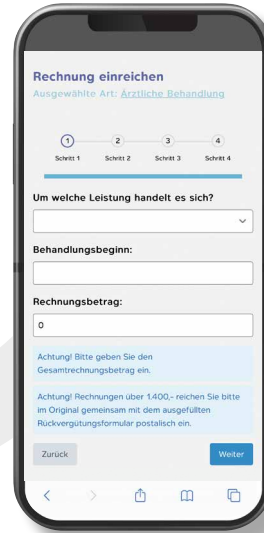 Rechnung einreichen
Ausgewählte Art: Ärztliche Behandlung
1 2 3 4
Schritt 1 Schritt 2 Schritt 3 Schritt 4
Um welche Leistung handelt es sich?
Behandlungsbeginn:
Rechnungsbetrag:
0
Achtung! Bitte geben Sie den
Gesamtrechnungsbetrag ein.
Achtung! Rechnungen über 1.400,- reichen Sie bitte
im Original gemeinsam mit dem ausgefüllten
Rückvergütungsformular postalisch ein.
Zurück Weiter